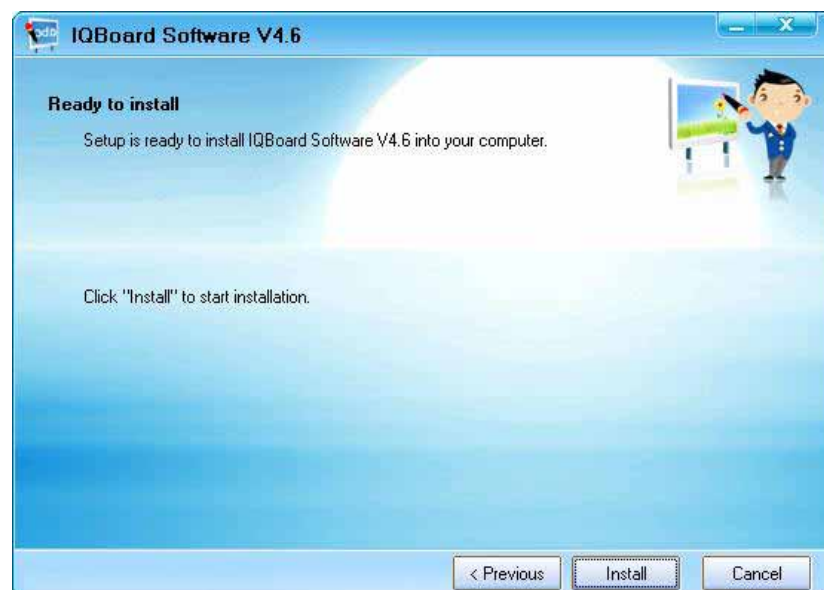 IQBoard Software V4.6
Ready to install
Setup is ready to install IQBoard Software V4.6 into your computer.
Click "Install" to start installation.
< Previous
Install
Cancel